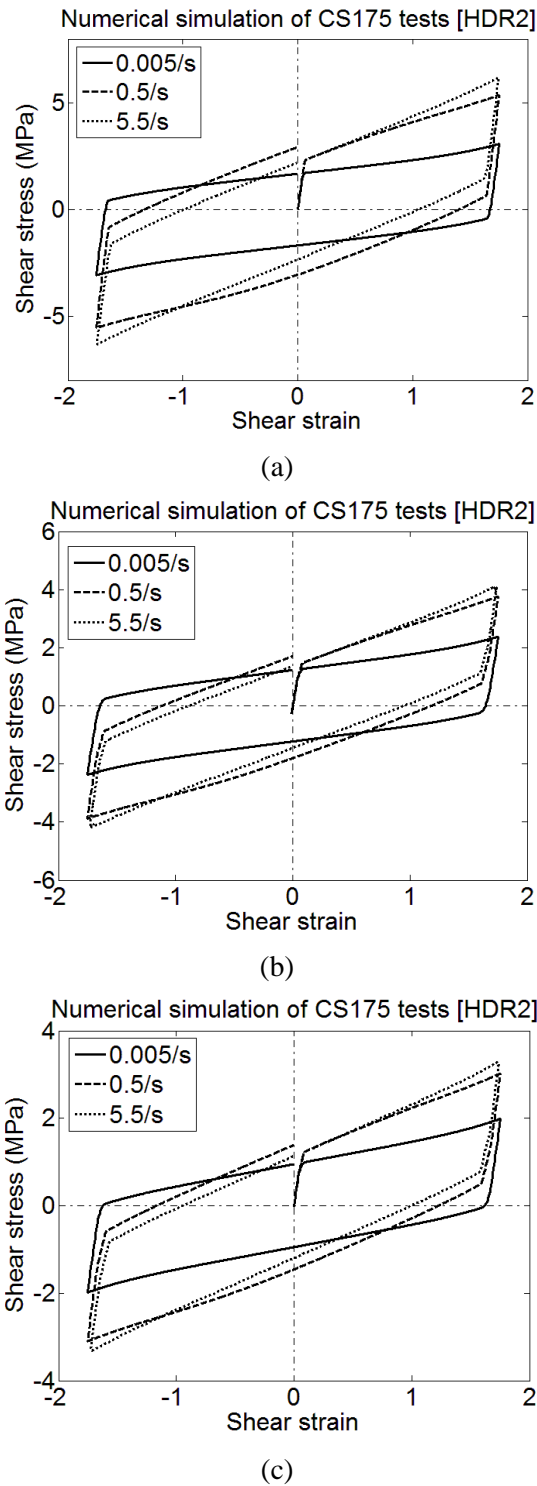 Numerical simulation of CS175 tests [HDR2]
0.005/s
0.5/s
5.5/s
Shear stress (MPa)
5
0
-5
-2
-1
0
1
2
Shear strain
(a)
Numerical simulation of CS175 tests [HDR2]
0.005/s
0.5/s
5.5/s
Shear stress (MPa)
6
4
2
0
-2
-4
-6
-2
-1
0
1
2
Shear strain
(b)
Numerical simulation of CS175 tests [HDR2]
0.005/s
0.5/s
5.5/s
Shear stress (MPa)
4
2
0
-2
-4
-2
-1
0
1
2
Shear strain
(c)